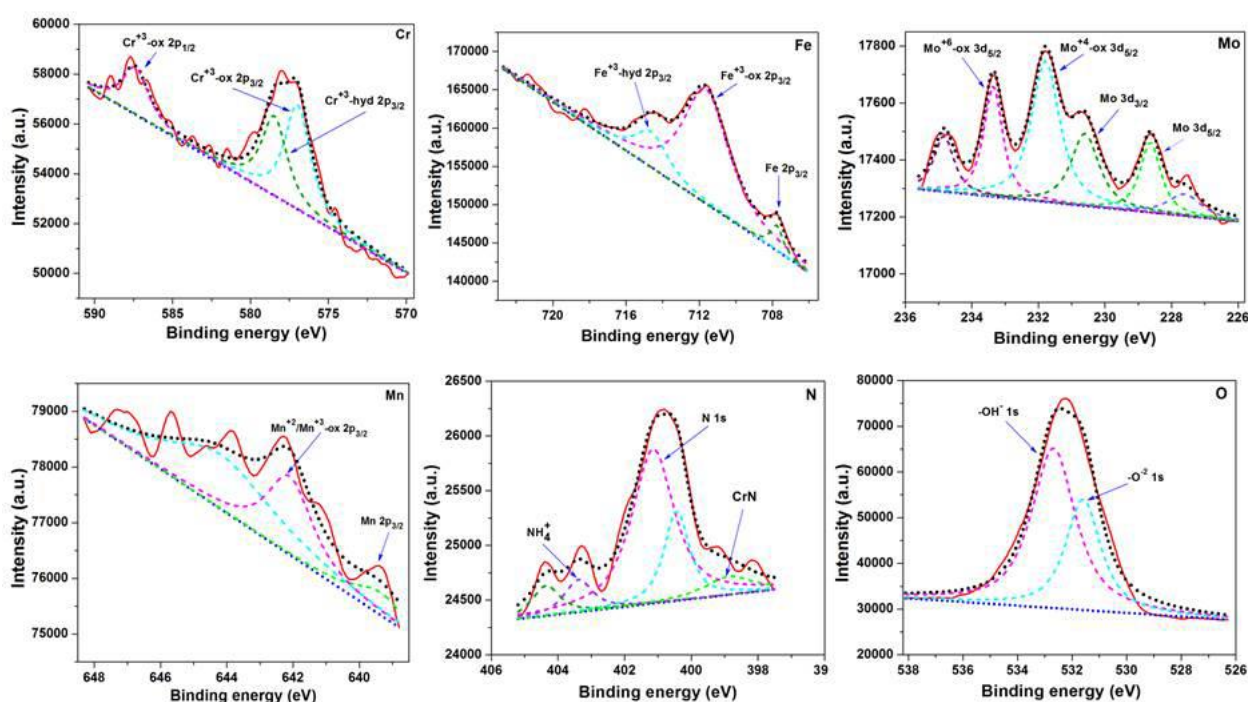 Cr
Cr+3-ox 2p1/2
Cr+3-ox 2p3/2
Cr+3-hyd 2p3/2
60000
58000
56000
54000
52000
50000
Intensity (a.u.)
590 585 580 575 570
Binding energy (eV)
Fe
Fe+3-hyd 2p3/2
Fe+3-ox 2p3/2
Fe 2p3/2
170000
165000
160000
155000
150000
145000
140000
Intensity (a.u.)
720 716 712 708
Binding energy (eV)
Mo
Mo+6-ox 3d5/2
Mo+4-ox 3d5/2
Mo 3d3/2
Mo 3d5/2
17800
17600
17400
17200
17000
Intensity (a.u.)
236 234 232 230 228 226
Binding energy (eV)
Mn
Mn+2/Mn+3-ox 2p3/2
Mn 2p3/2
79000
78000
77000
76000
75000
Intensity (a.u.)
648 646 644 642 640
Binding energy (eV)
N
N 1s
CrN
NH4+
26500
26000
25500
25000
24500
24000
Intensity (a.u.)
406 404 402 400 398 39
Binding energy (eV)
O
-OH- 1s
-O-2 1s
80000
70000
60000
50000
40000
30000
20000
10000
0
Intensity (a.u.)
538 536 534 532 530 528 526
Binding energy (eV)